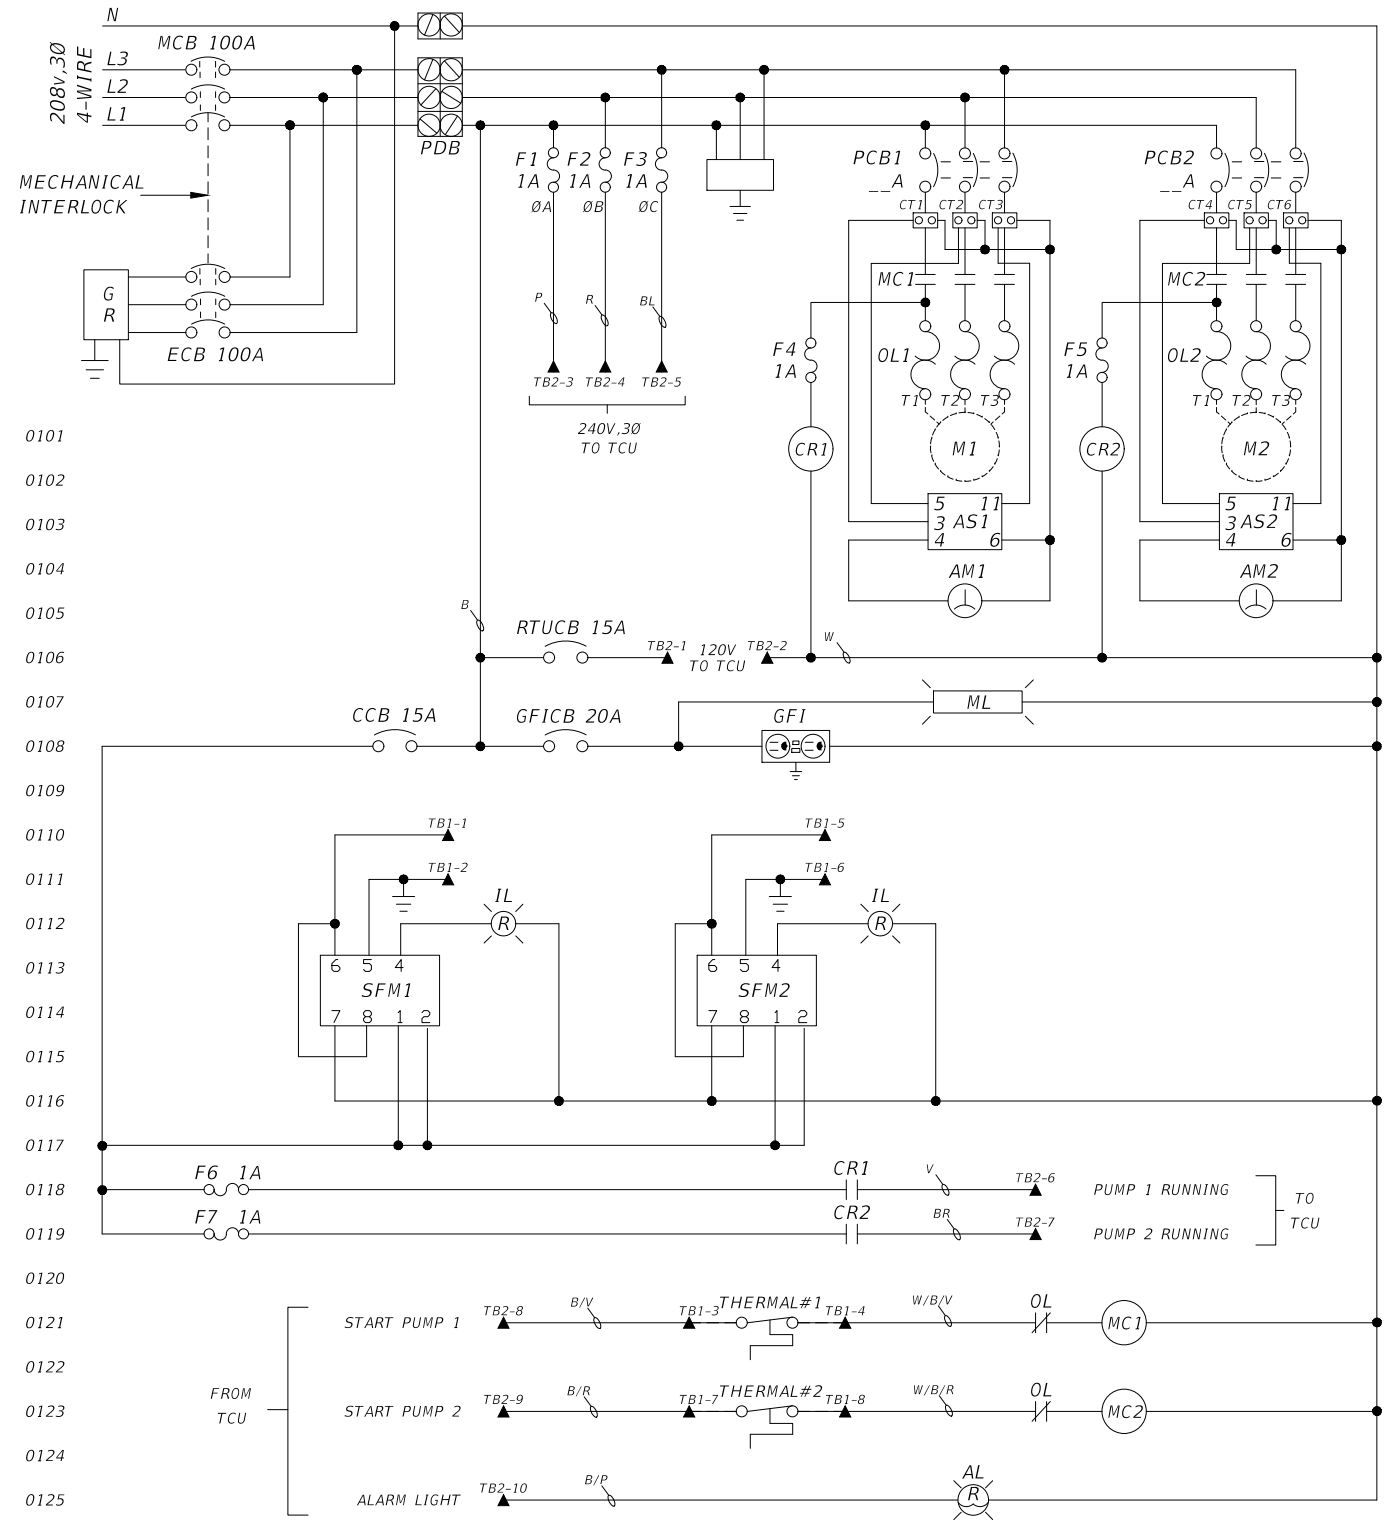 N
208v,3Ø
4-WIRE
MCB 100A
L3
L2
L1
PDB
MECHANICAL
INTERLOCK
G
R
ECB 100A
F1
1A
F2
1A
F3
1A
ØA
ØB
ØC
P
R
BL
TB2-3
TB2-4
TB2-5
240V,3Ø
TO TCU
PCB1
__A
CT1
CT2
CT3
MC1
F4
1A
OL1
T1
T2
T3
CR1
M1
5
11
3
AS1
4
6
AM1
PCB2
__A
CT4
CT5
CT6
MC2
F5
1A
OL2
T1
T2
T3
CR2
M2
5
11
3
AS2
4
6
AM2
0101
0102
0103
0104
0105
B
RTUCB 15A
0106
TB2-1
120V
TO TCU
TB2-2
W
0107
ML
CCB 15A
GFICB 20A
GFI
0108
0109
0110
TB1-1
TB1-5
0111
TB1-2
TB1-6
IL
IL
0112
R
R
0113
6
5
4
6
5
4
SFM1
SFM2
0114
7
8
1
2
7
8
1
2
0115
0116
0117
0118
F6 1A
CR1
V
TB2-6
PUMP 1 RUNNING
0119
F7 1A
CR2
BR
TB2-7
PUMP 2 RUNNING
TO
TCU
0120
0121
START PUMP 1
TB2-8
B/V
TB1-3
THERMAL#1
TB1-4
W/B/V
OL
MC1
0122
FROM
TCU
0123
START PUMP 2
TB2-9
B/R
TB1-7
THERMAL#2
TB1-8
W/B/R
OL
MC2
0124
0125
ALARM LIGHT
TB2-10
B/P
AL
R